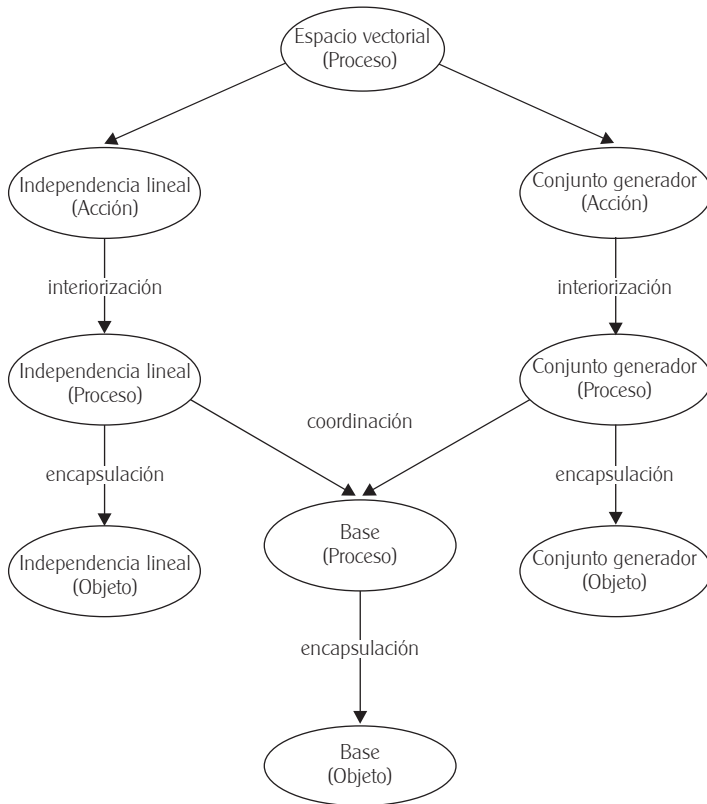 Espacio vectorial
(Proceso)
Independencia lineal
(Acción)
Conjunto generador
(Acción)
interiorización
interiorización
Independencia lineal
(Proceso)
Conjunto generador
(Proceso)
coordinación
encapsulación
encapsulación
Independencia lineal
(Objeto)
Base
(Proceso)
Conjunto generador
(Objeto)
encapsulación
Base
(Objeto)